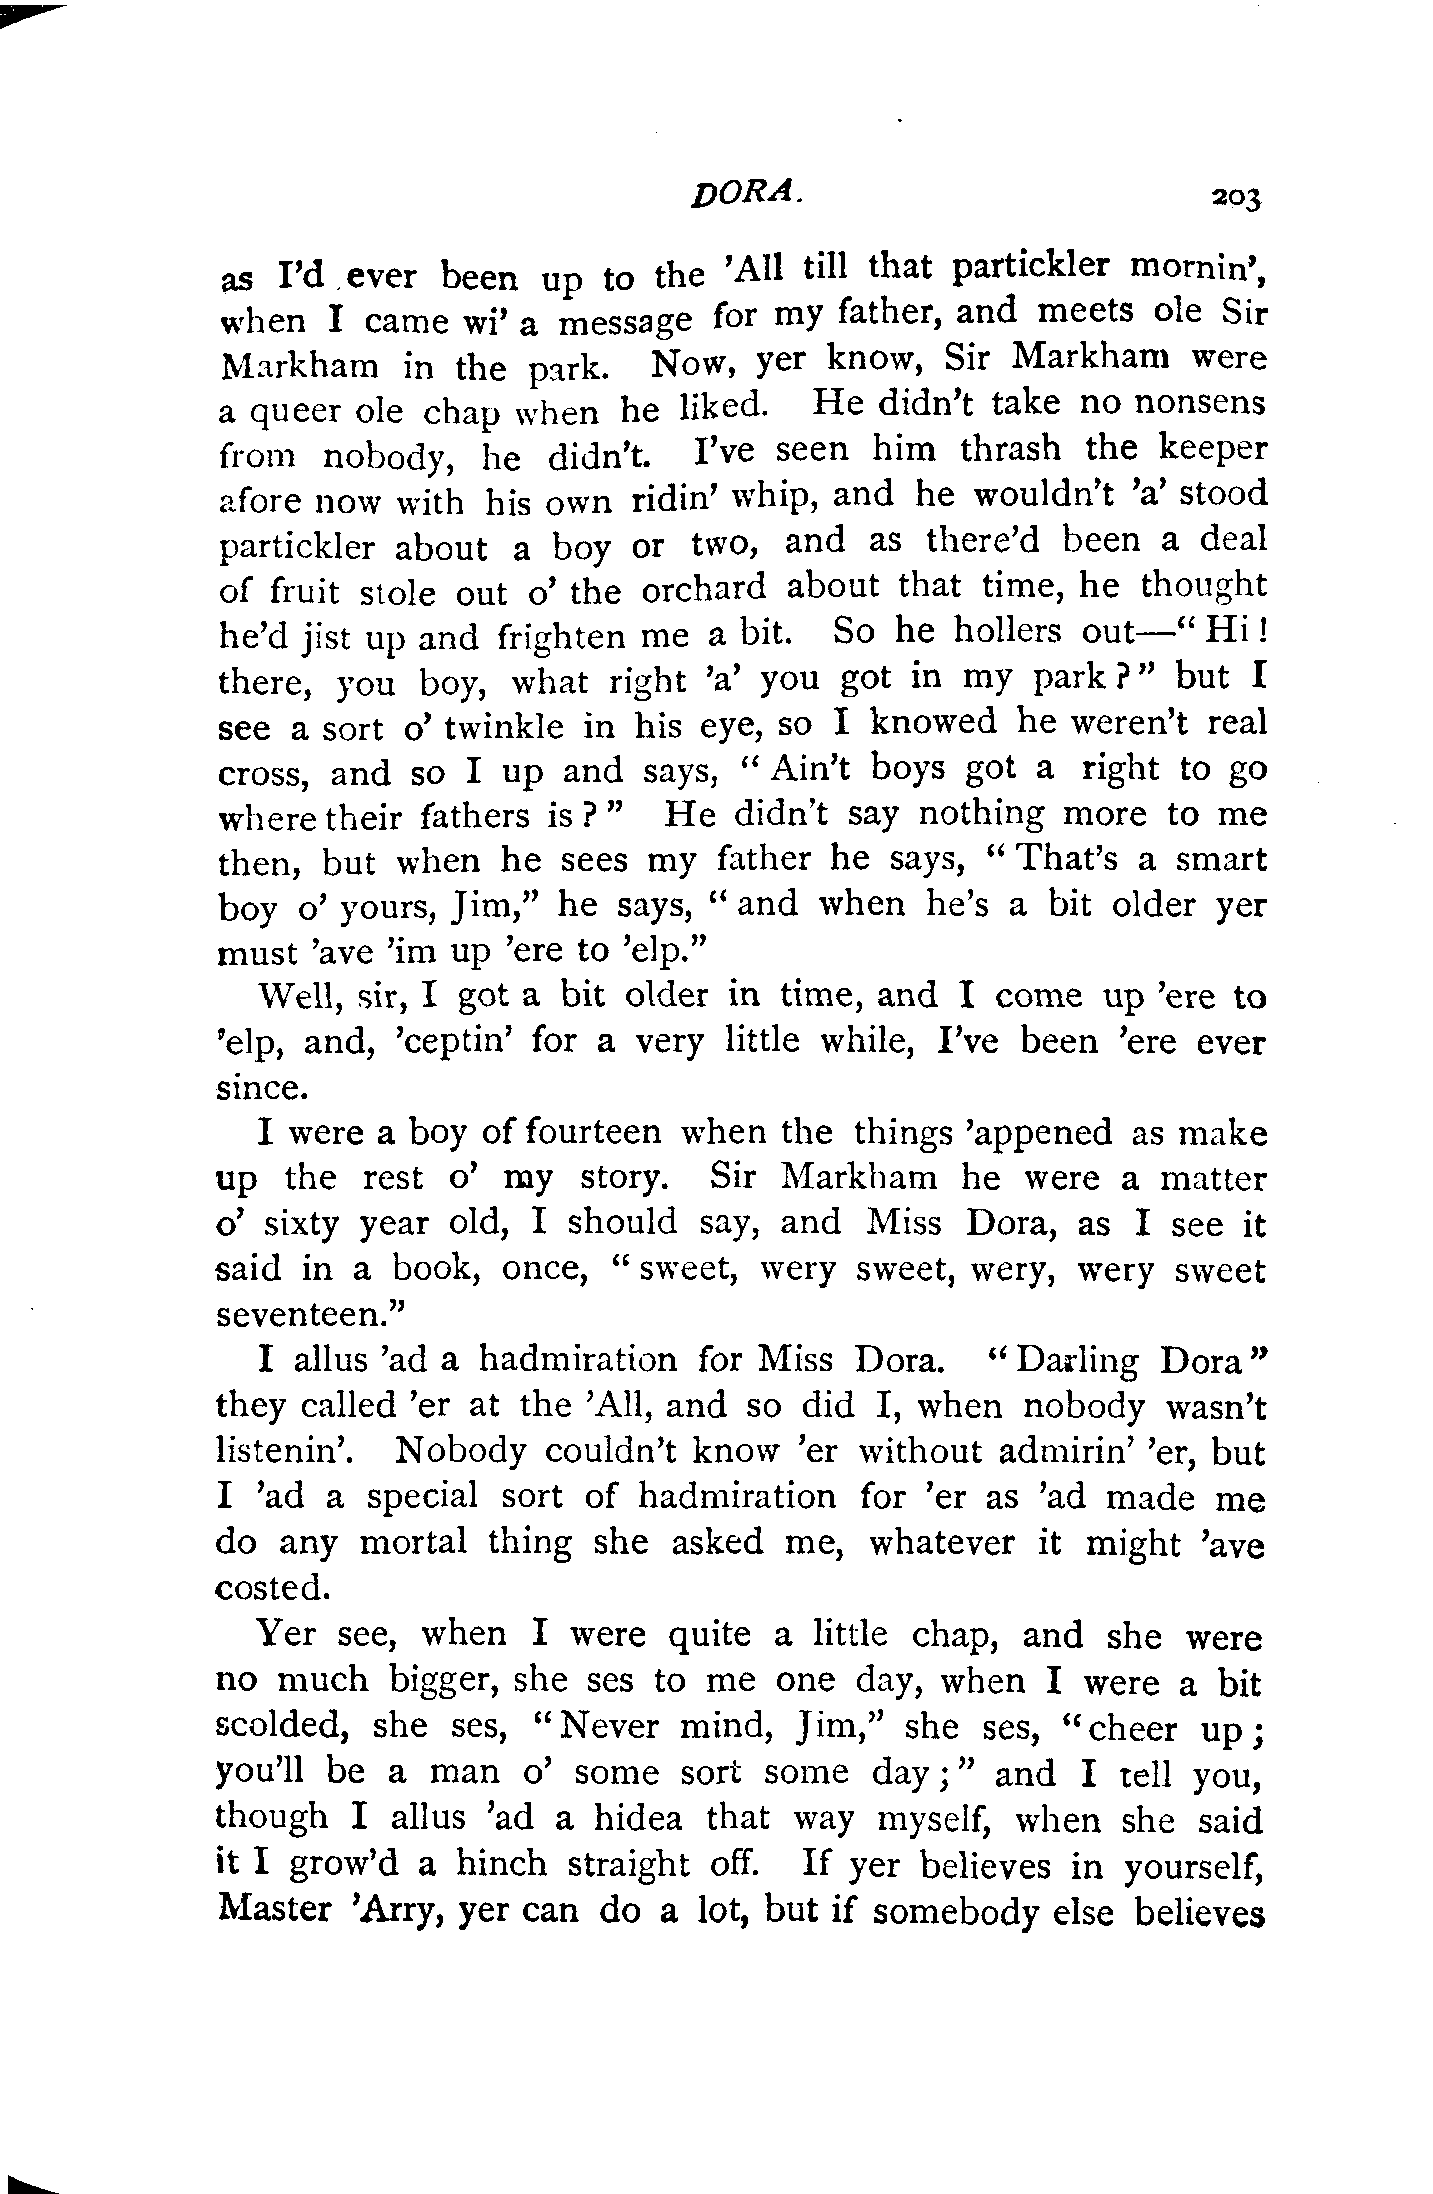 DORA. 203
as I'd ever been up to the 'All till that partickler mornin',
when I came wi' a message for my father, and meets ole Sir
Markham in the park. Now, yer know, Sir Markham were
a queer ole chap when he liked. He didn't take no nonsens
from nobody, he didn't. I've seen him thrash the keeper
afore now with his own ridin' whip, and he wouldn't 'a' stood
partickler about a boy or two, and as there'd been a deal
of fruit stole out o' the orchard about that time, he thought
he'd jist up and frighten me a bit. So he hollers out—"Hi!
there, you boy, what right 'a' you got in my park?" but I
see a sort o' twinkle in his eye, so I knowed he weren't real
cross, and so I up and says, "Ain't boys got a right to go
where their fathers is?" He didn't say nothing more to me
then, but when he sees my father he says, "That's a smart
boy o' yours, Jim," he says, "and when he's a bit older yer
must 'ave 'im up 'ere to 'elp."
Well, sir, I got a bit older in time, and I come up 'ere to
'elp, and, 'ceptin' for a very little while, I've been 'ere ever
since.
I were a boy of fourteen when the things 'appened as make
up the rest o' my story. Sir Markham he were a matter
o' sixty year old, I should say, and Miss Dora, as I see it
said in a book, once, "sweet, wery sweet, wery, wery sweet
seventeen."
I allus 'ad a hadmiration for Miss Dora. "Darling Dora"
they called 'er at the 'All, and so did I, when nobody wasn't
listenin'. Nobody couldn't know 'er without admirin' 'er, but
I 'ad a special sort of hadmiration for 'er as 'ad made me
do any mortal thing she asked me, whatever it might 'ave
costed.
Yer see, when I were quite a little chap, and she were
no much bigger, she ses to me one day, when I were a bit
scolded, she ses, "Never mind, Jim," she ses, "cheer up;
you'll be a man o' some sort some day;" and I tell you,
though I allus 'ad a hidea that way myself, when she said
it I grow'd a hinch straight off. If yer believes in yourself,
Master 'Arry, yer can do a lot, but if somebody else believes